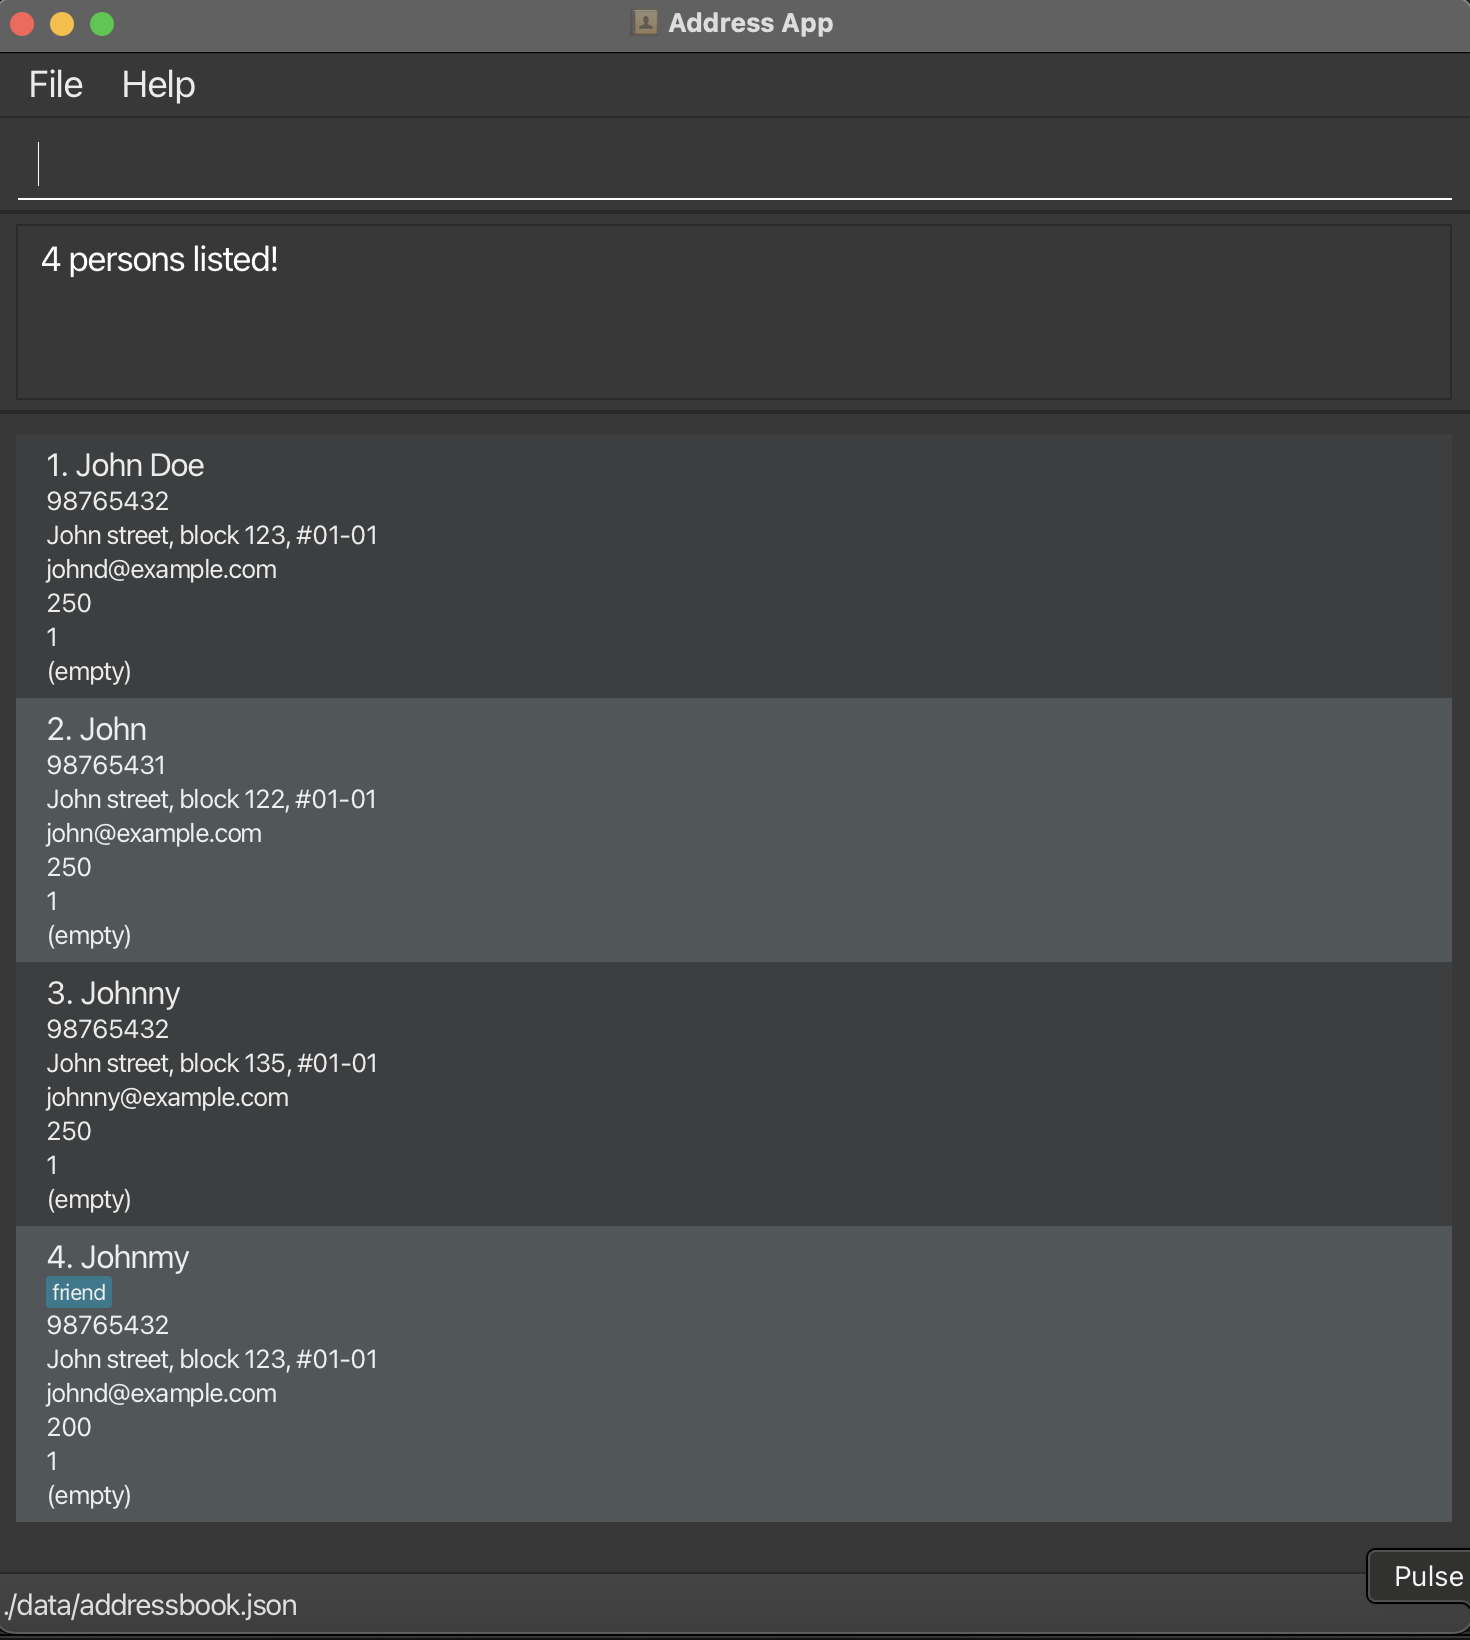 Address App
File Help
4 persons listed!
1. John Doe
98765432
John street, block 123, #01-01
johnd@example.com
250
1
(empty)
2. John
98765431
John street, block 122, #01-01
john@example.com
250
1
(empty)
3. Johnny
98765432
John street, block 135, #01-01
johnny@example.com
250
1
(empty)
4. Johnmy
friend
98765432
John street, block 123, #01-01
johnd@example.com
200
1
(empty)
Pulse
./data/addressbook.json